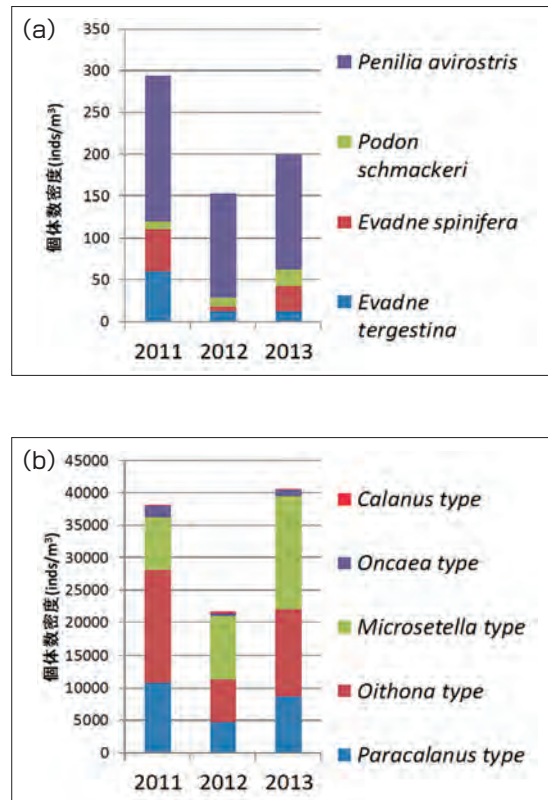 (a)
個体数密度(inds/m³)
350
300
250
200
150
100
50
0
2011 2012 2013
Penilia avirostris
Podon
schmackeri
Evadne spinifera
Evadne
tergestina
(b)
個体数密度(inds/m³)
45000
40000
35000
30000
25000
20000
15000
10000
5000
0
2011 2012 2013
Calanus type
Oncaea type
Microsetella type
Oithona type
Paracalanus type